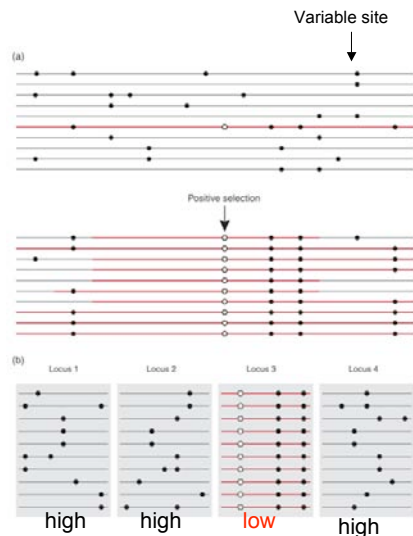 Variable site
(a)
Positive selection
(b)
Locus 1 Locus 2 Locus 3 Locus 4
high high low high